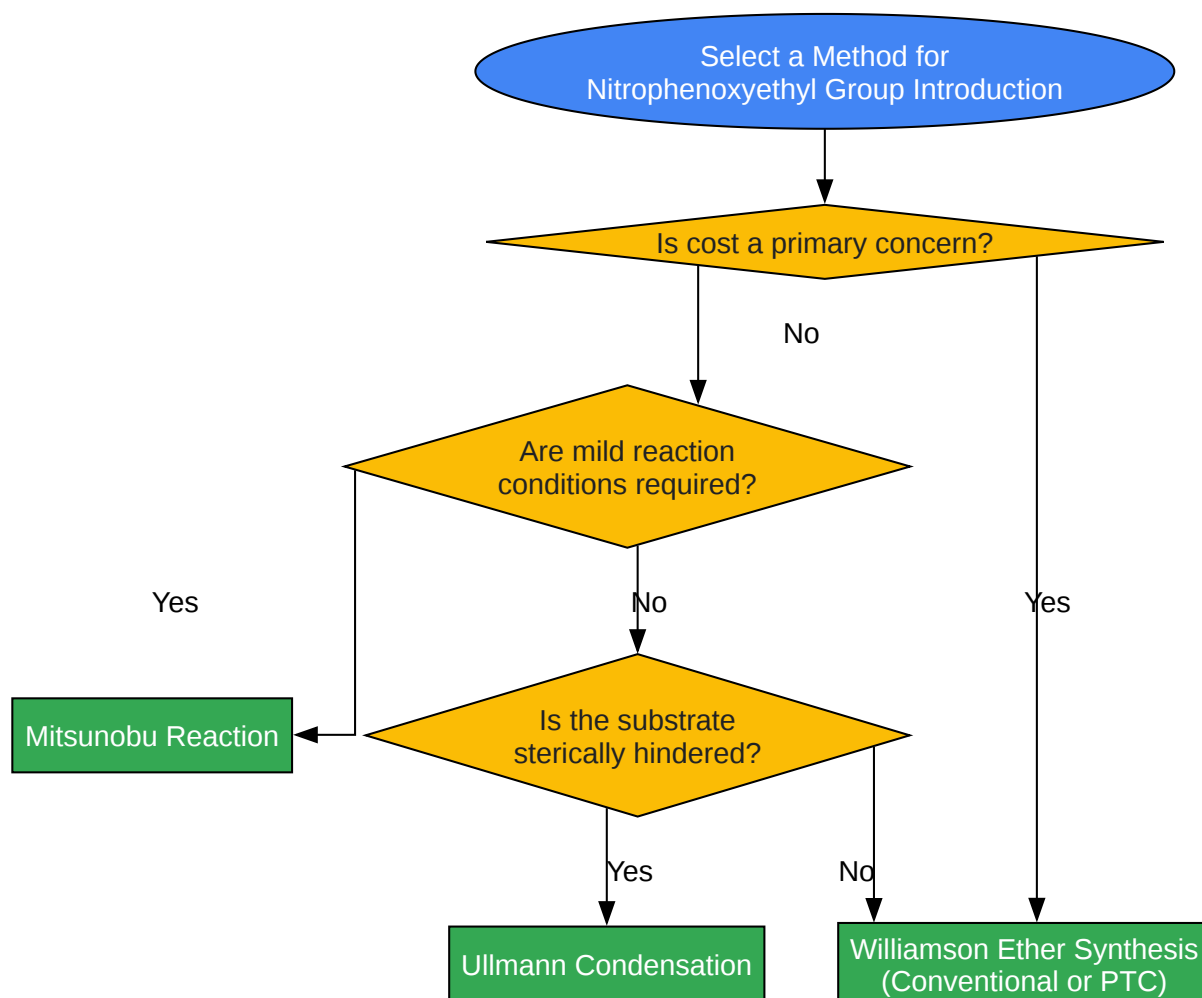 Select a Method for
Nitrophenoxyethyl Group Introduction
Is cost a primary concern?
No
Are mild reaction
conditions required?
Yes
No
Yes
Mitsunobu Reaction
Is the substrate
sterically hindered?
Yes
No
Ullmann Condensation
Williamson Ether Synthesis
(Conventional or PTC)